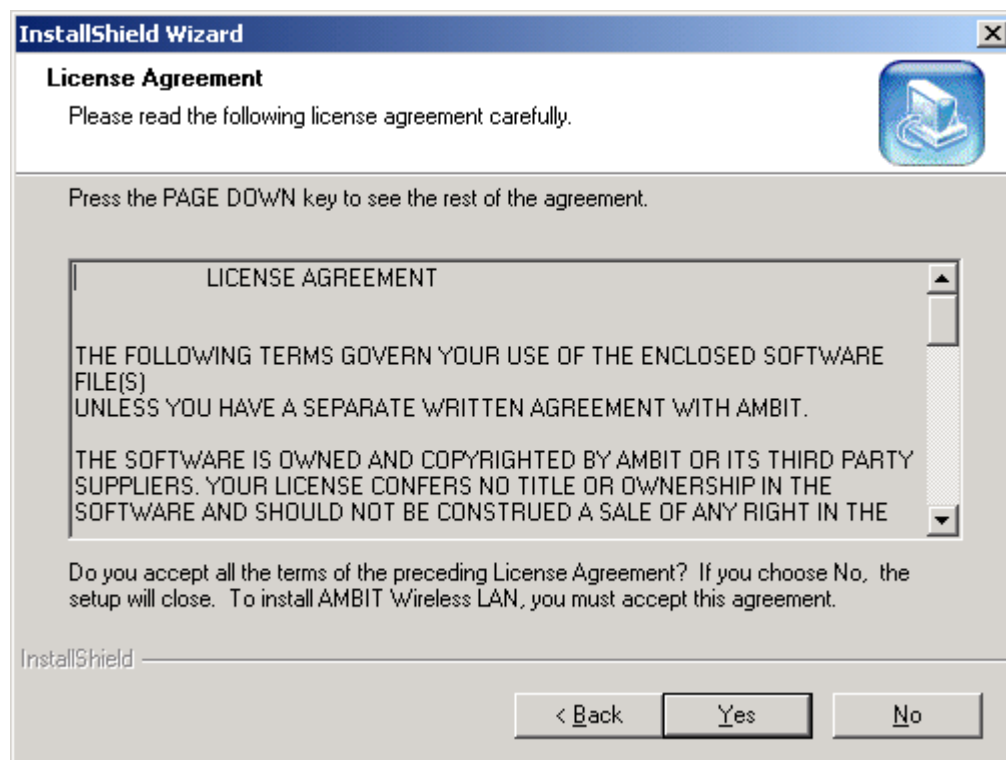 InstallShield Wizard
License Agreement
Please read the following license agreement carefully.
Press the PAGE DOWN key to see the rest of the agreement.
LICENSE AGREEMENT
THE FOLLOWING TERMS GOVERN YOUR USE OF THE ENCLOSED SOFTWARE
FILE(S)
UNLESS YOU HAVE A SEPARATE WRITTEN AGREEMENT WITH AMBIT.
THE SOFTWARE IS OWNED AND COPYRIGHTED BY AMBIT OR ITS THIRD PARTY
SUPPLIERS. YOUR LICENSE CONFERS NO TITLE OR OWNERSHIP IN THE
SOFTWARE AND SHOULD NOT BE CONSTRUED A SALE OF ANY RIGHT IN THE
Do you accept all the terms of the preceding License Agreement? If you choose No, the
setup will close. To install AMBIT Wireless LAN, you must accept this agreement.
InstallShield
< Back Yes No